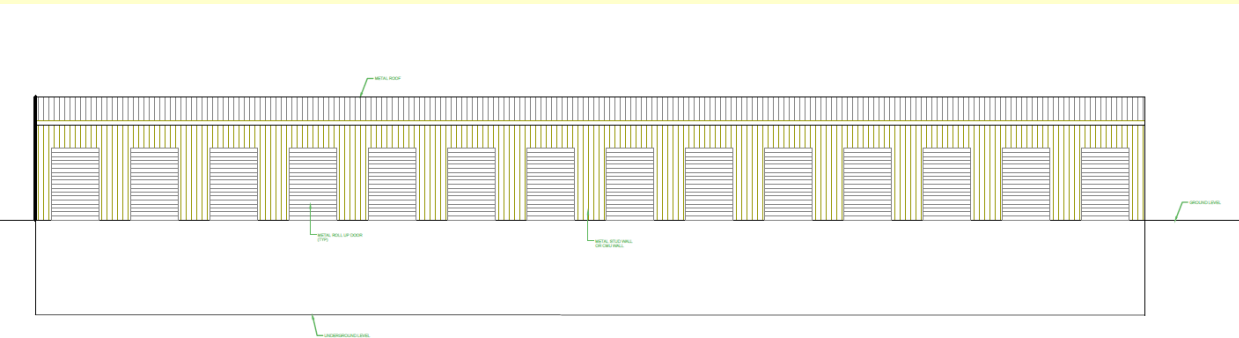 METAL ROOF
GROUND LEVEL
METAL ROLL UP DOOR
(TYP)
METAL STUD WALL
OR CMU WALL
UNDERGROUND LEVEL